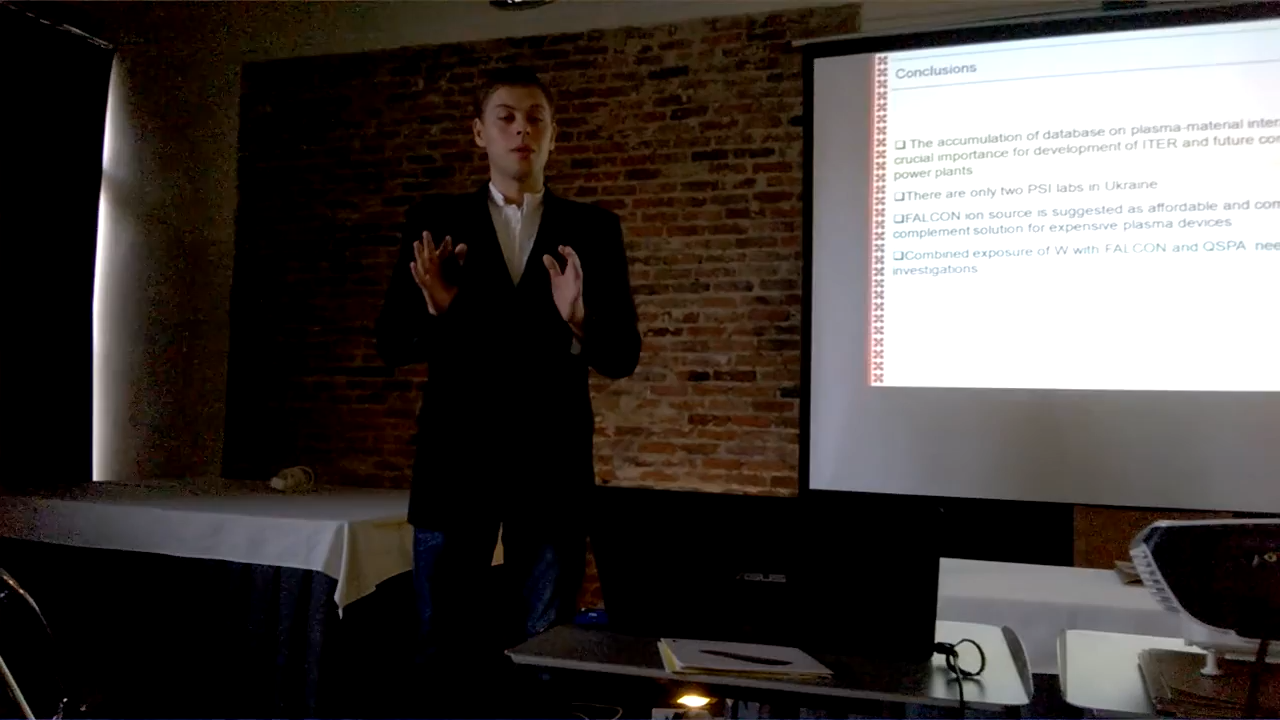 Conclusions
❑ The accumulation of database on plasma-material
crucial importance for development of ITER and future
power plants
❑There are only two PSI labs in Ukraine
❑FALCON ion source is suggested as affordable and
complement solution for expensive plasma devices
❑Combined exposure of W with FALCON and QSPA
investigations
ASUS